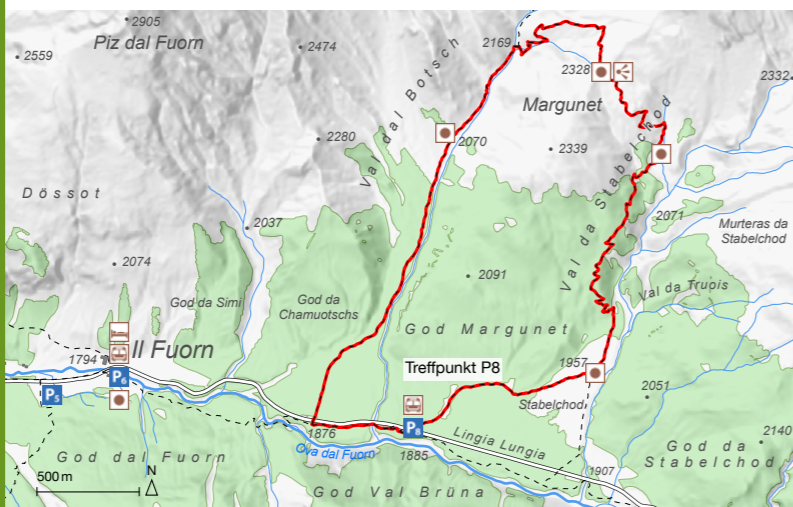 2905
2559
Piz dal Fuorn
2474
2169
Val dal Botsch
2328
2332
Margunet
2280
2070
2339
Val da Stabelchod
Dössot
2037
2071
Murteras da
Stabelchod
2074
2091
God da Simi
God da
Chamuotschs
Val da Truois
God Margunet
1794
Il Fuorn
Treffpunkt P8
1957
P6
P5
2051
Stabelchod
P8
1876
Lingia Lungia
2140
Ova dal Fuorn
1885
God da
Stabelchod
God dal Fuorn
1907
500 m
N
God Val Brüna